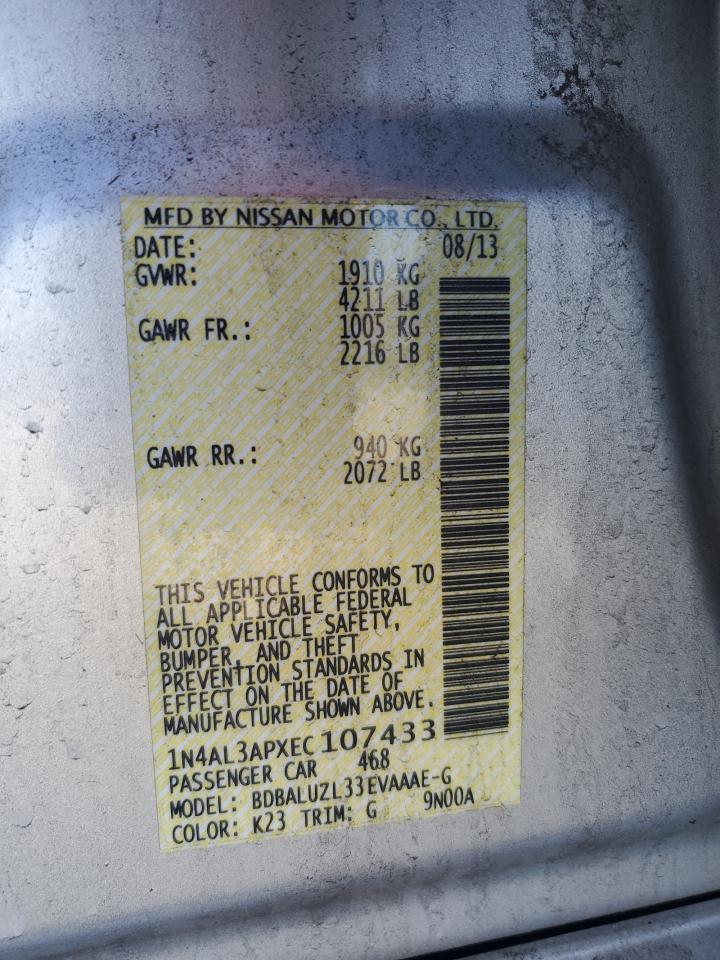 MFD BY NISSAN MOTOR CO., LTD.
DATE: 08/13
GVWR: 1910 KG
4211 LB
GAWR FR.: 1005 KG
2216 LB
GAWR RR.: 940 KG
2072 LB
THIS VEHICLE CONFORMS TO
ALL APPLICABLE FEDERAL
MOTOR VEHICLE SAFETY,
BUMPER, AND THEFT
PREVENTION STANDARDS IN
EFFECT ON THE DATE OF
MANUFACTURE SHOWN ABOVE.
1N4AL3APXEC107433
PASSENGER CAR 468
MODEL: BDBALUZL33EVAAAE-G
COLOR: K23 TRIM: G 9N00A